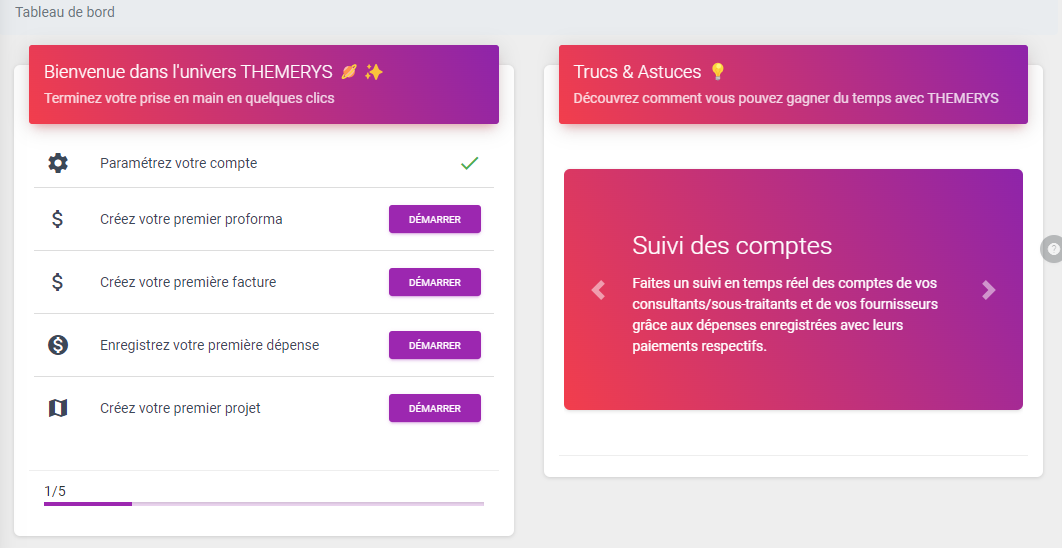 Tableau de bord
Bienvenue dans l'univers THEMERYS 🪐 ✨
Terminez votre prise en main en quelques clics
Paramétrez votre compte
Créez votre premier proforma
DÉMARRER
Créez votre première facture
DÉMARRER
Enregistrez votre première dépense
DÉMARRER
Créez votre premier projet
DÉMARRER
1/5
Trucs & Astuces 💡
Découvrez comment vous pouvez gagner du temps avec THEMERYS
Suivi des comptes
Faites un suivi en temps réel des comptes de vos
consultants/sous-traitants et de vos fournisseurs
grâce aux dépenses enregistrées avec leurs
paiements respectifs.